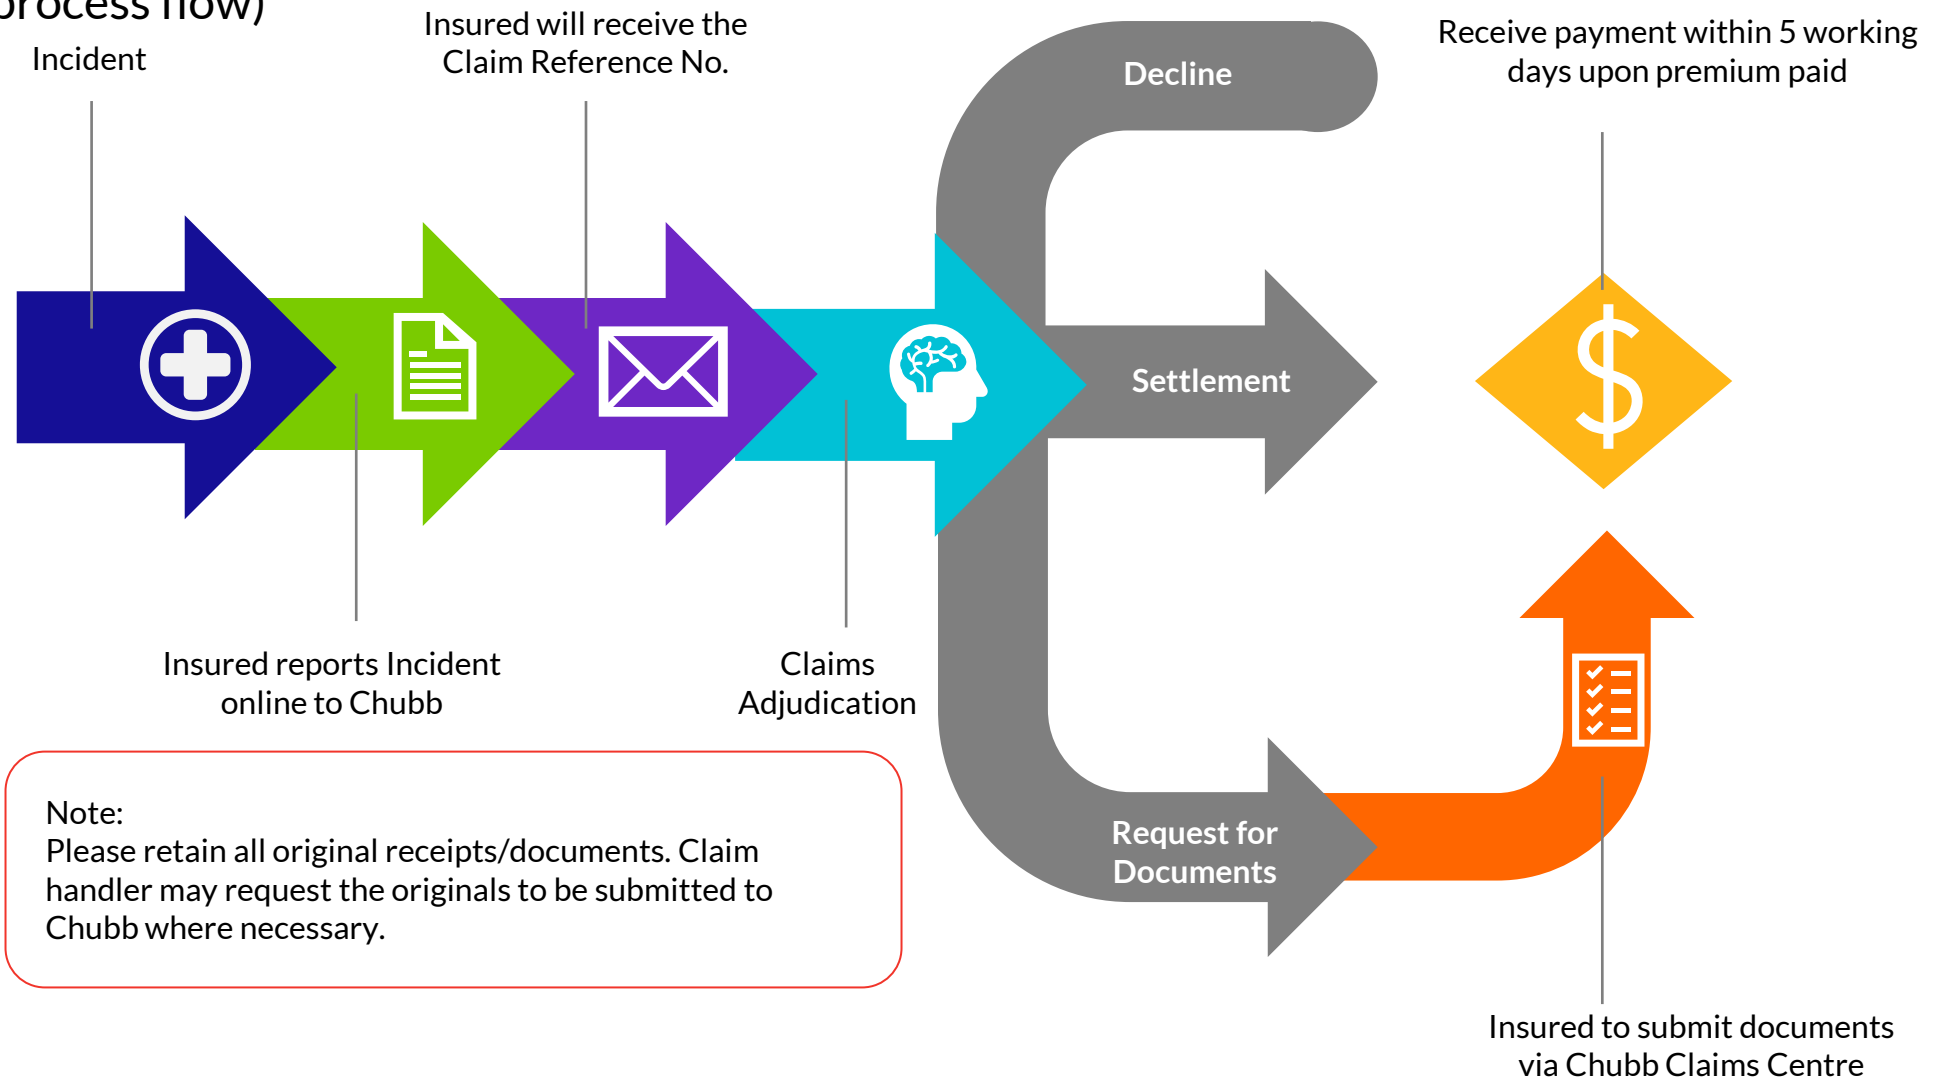 process flow)
Incident
Insured will receive the
Claim Reference No.
Decline
Receive payment within 5 working
days upon premium paid
Settlement
Insured reports Incident
online to Chubb
Claims
Adjudication
Note:
Please retain all original receipts/documents. Claim
handler may request the originals to be submitted to
Chubb where necessary.
Request for
Documents
Insured to submit documents
via Chubb Claims Centre